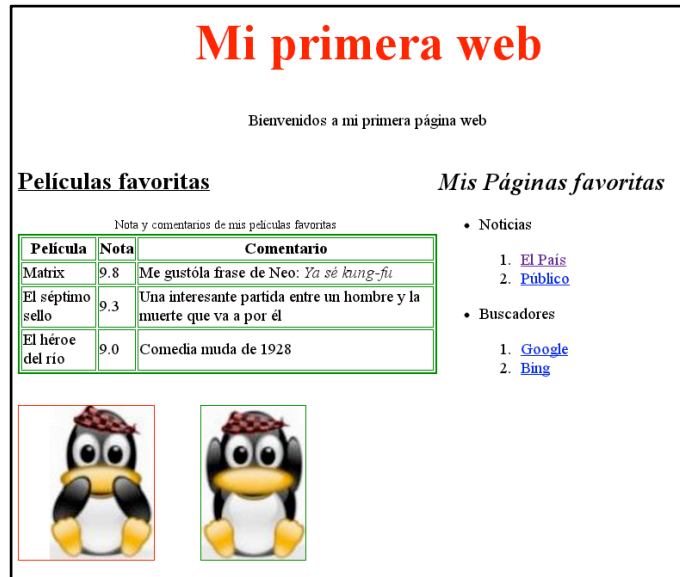 Mi primera web
Bienvenidos a mi primera página web
Películas favoritas
Nota y comentarios de mis películas favoritas
Película Nota Comentario
Matrix 9.8 Me gustóla frase de Neo: Ya sé kung-fu
El séptimo sello 9.3 Una interesante partida entre un hombre y la muerte que va a por él
El héroe del río 9.0 Comedia muda de 1928
Mis Páginas favoritas
• Noticias
1. El País
2. Público
• Buscadores
1. Google
2. Bing